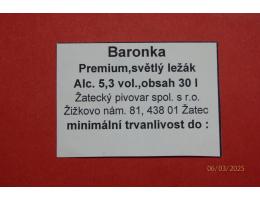 Baronka
Premium,světlý ležák
Alc. 5,3 vol.,obsah 30 l
Žatecký pivovar spol. s r.o.
Žižkovo nám. 81, 438 01 Žatec
minimální trvanlivost do :
06/03/2025